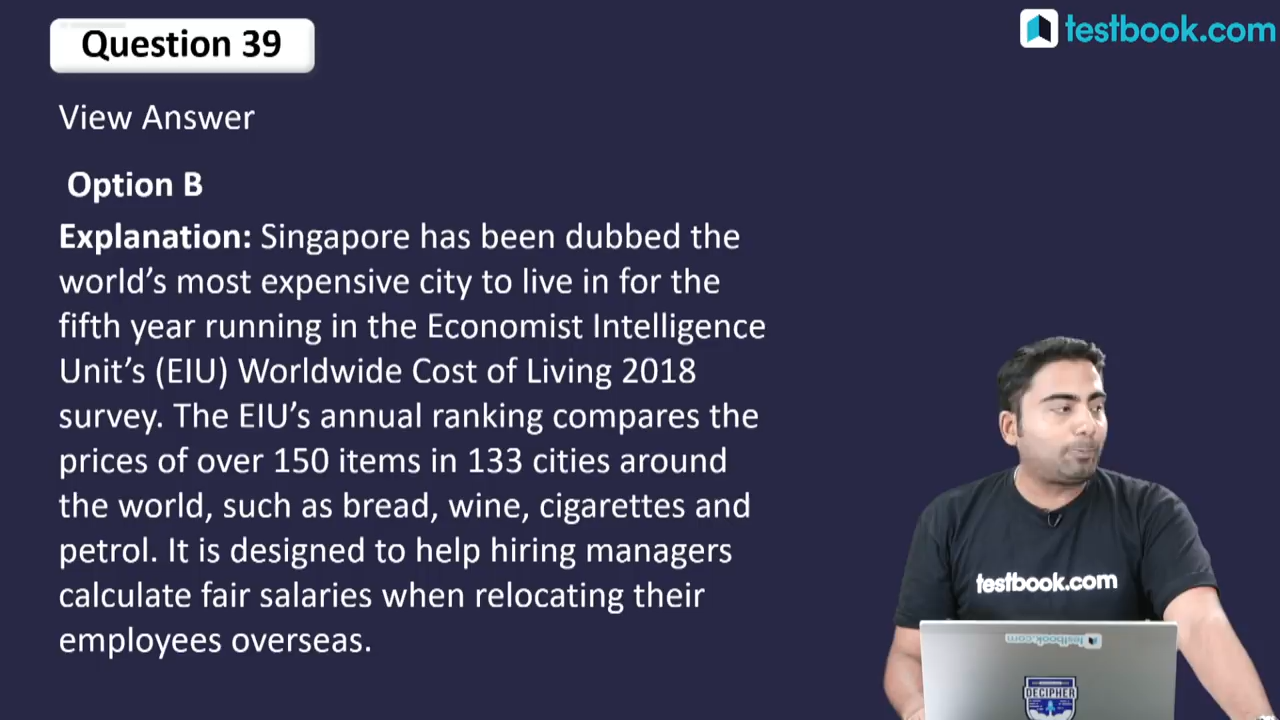 Question 39
testbook.com
View Answer
Option B
Explanation: Singapore has been dubbed the
world's most expensive city to live in for the
fifth year running in the Economist Intelligence
Unit's (EIU) Worldwide Cost of Living 2018
survey. The EIU's annual ranking compares the
prices of over 150 items in 133 cities around
the world, such as bread, wine, cigarettes and
petrol. It is designed to help hiring managers
calculate fair salaries when relocating their
employees overseas.
testbook.com
testbook.com
DECIPHER